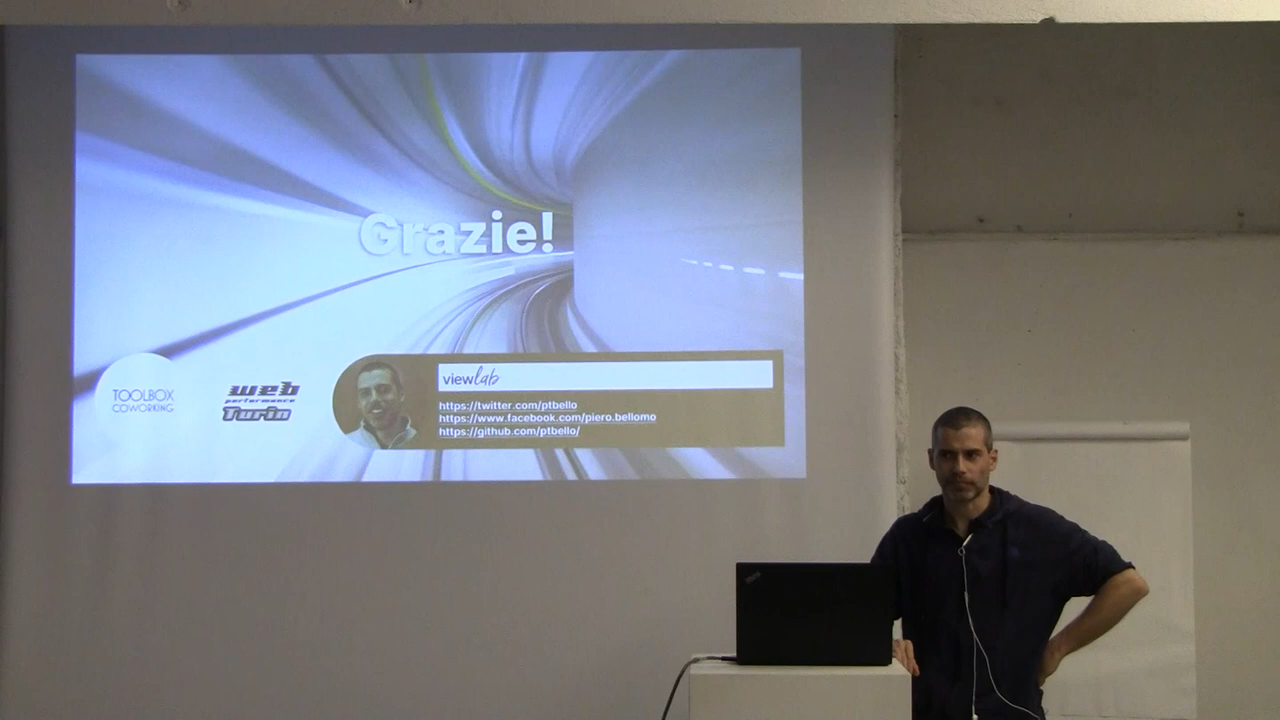 Grazie!
TOOLBOX
COWORKING
web
performance
Turin
viewlab
https://twitter.com/ptbello
https://www.facebook.com/piero.bellomo
https://github.com/ptbello/